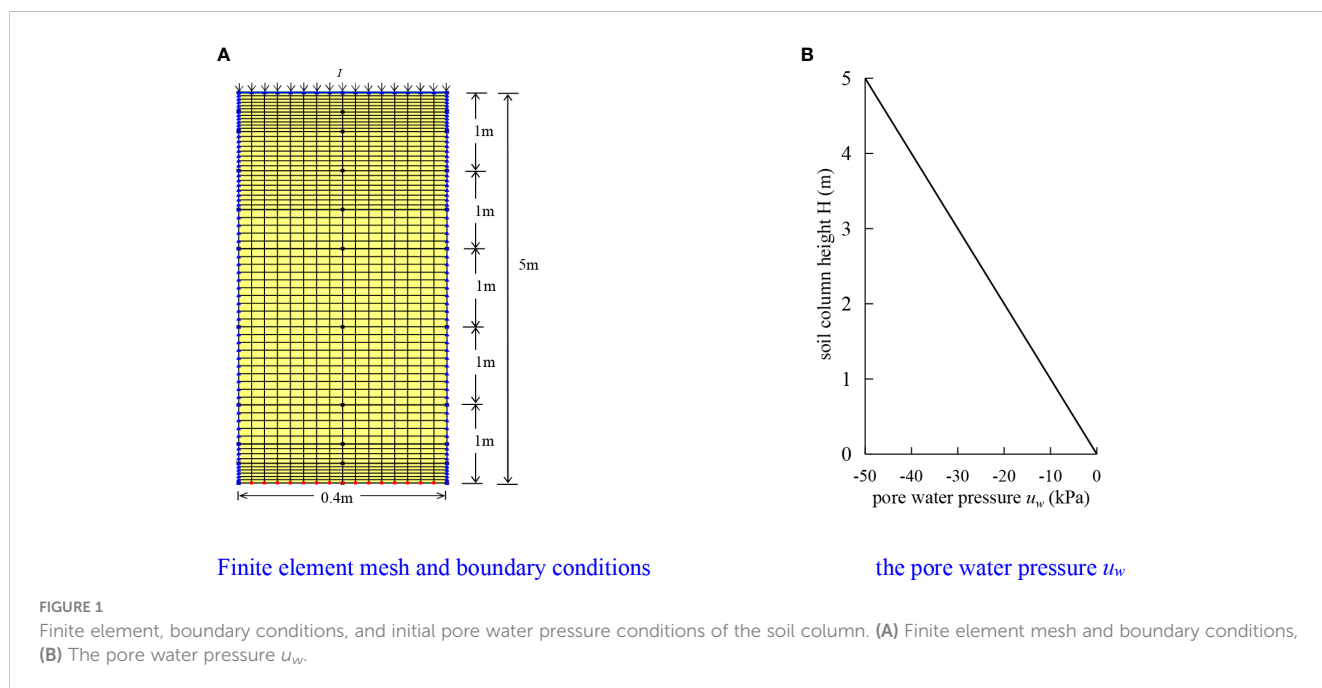 A
I
1m
1m
1m
1m
1m
5m
0.4m
Finite element mesh and boundary conditions
B
soil column height H (m)
5
4
3
2
1
0
-50 -40 -30 -20 -10 0
pore water pressure u_w (kPa)
the pore water pressure u_w
FIGURE 1
Finite element, boundary conditions, and initial pore water pressure conditions of the soil column. (A) Finite element mesh and boundary conditions,
(B) The pore water pressure u_w.